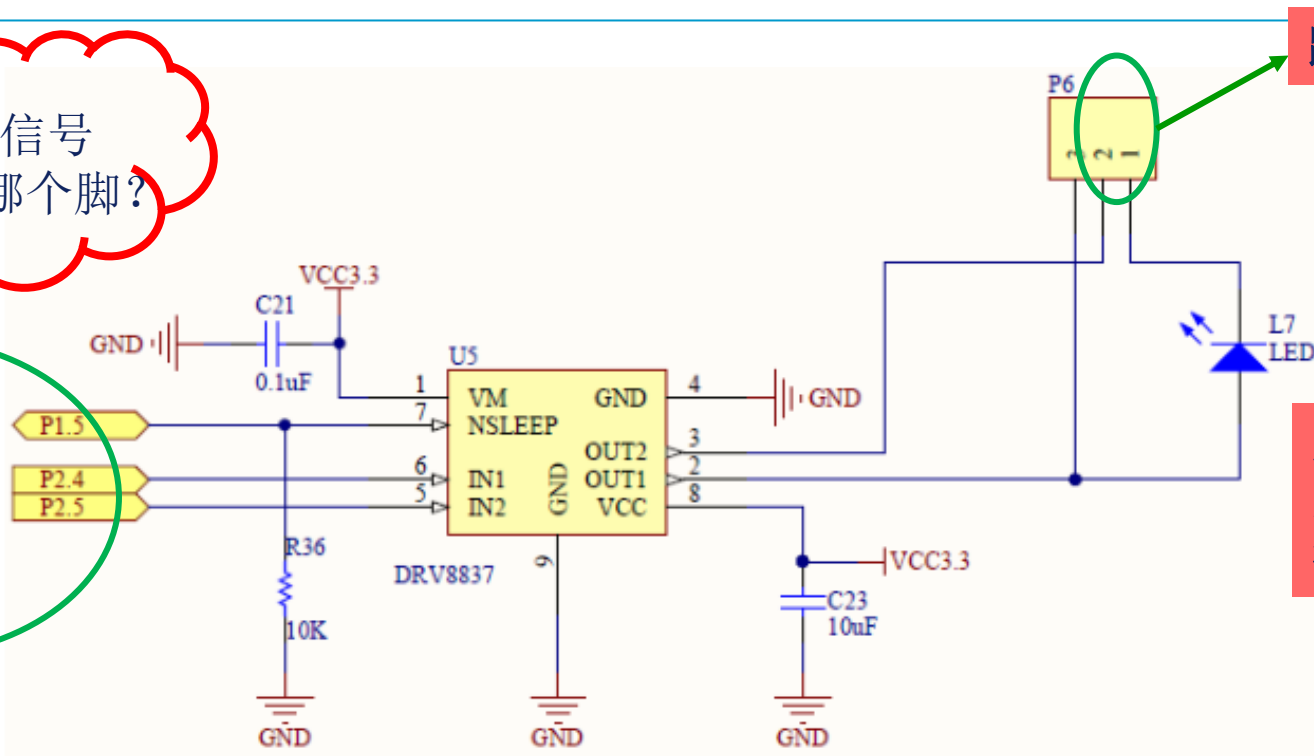 信号
那个脚?
P6
3
2
1
VCC3.3
C21
GND
0.1uF
L7
LED
U5
1
VM
GND
4
GND
7
NSLEEP
P1.5
OUT2
3
P2.4
6
IN1
GND
OUT1
2
P2.5
5
IN2
VCC
8
R36
10K
DRV8837
9
VCC3.3
C23
10uF
GND
GND
GND